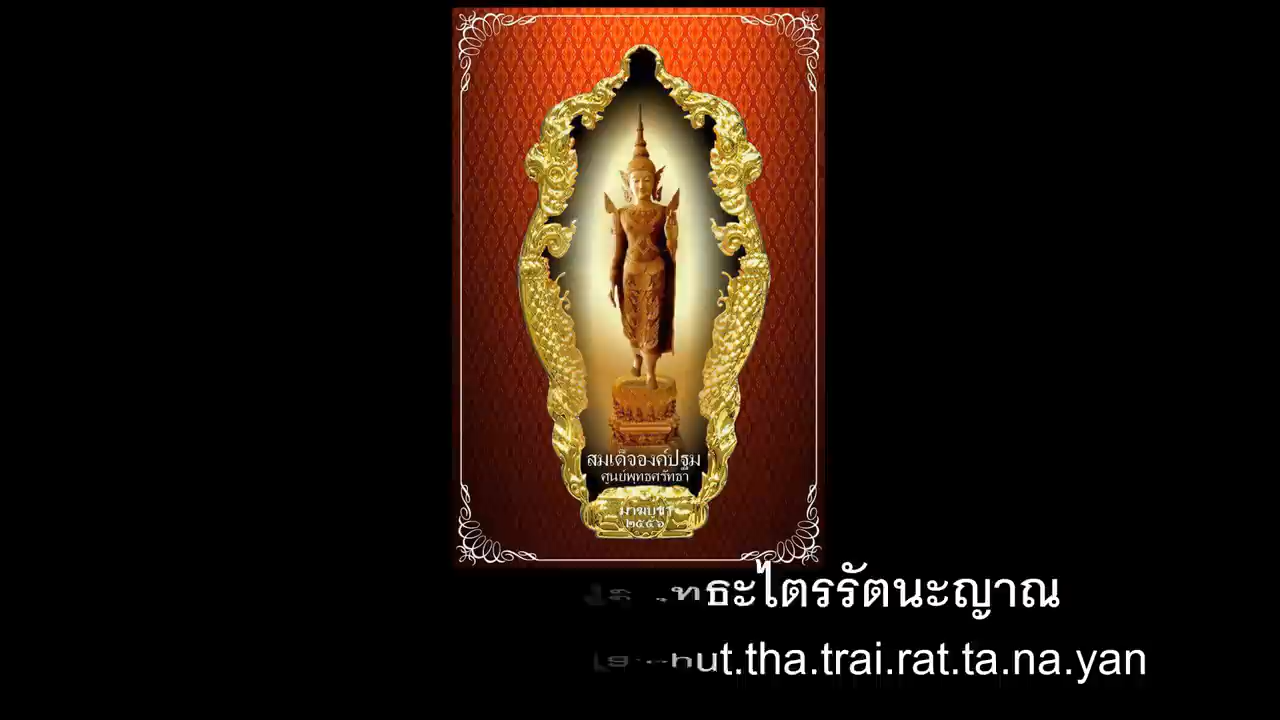 สมเด็จองค์ปฐม
ศูนย์พุทธศรัทธา
มาฆบูชา
๒๕๕๖
ธะไตรรัตนะญาณ
hut.tha.trai.rat.ta.na.yan